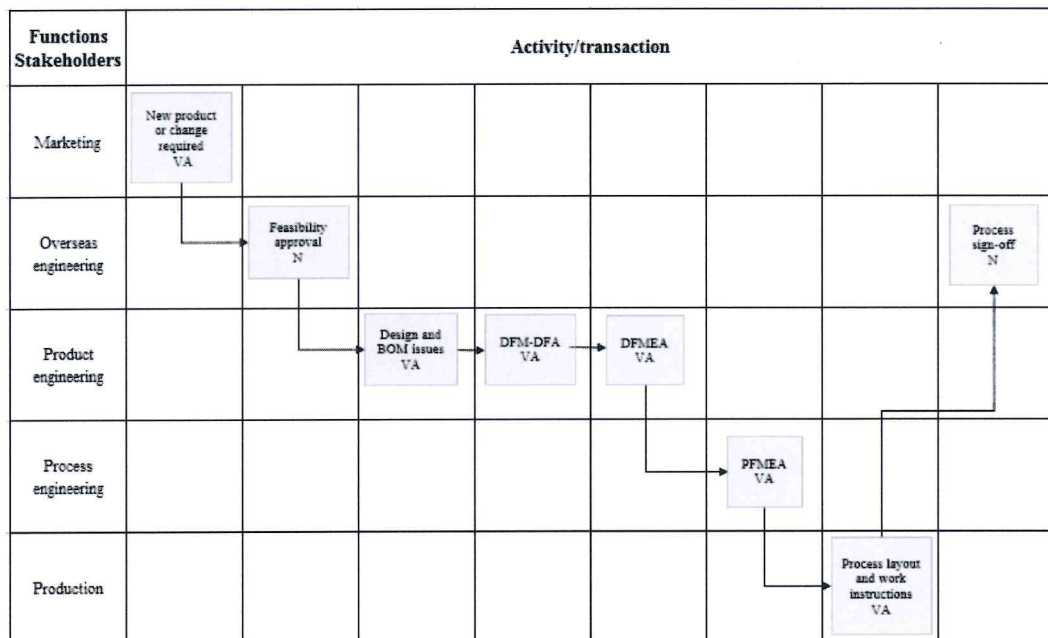 Functions
Stakeholders
Activity/transaction
Marketing
New product
or change
required
VA
Overseas
engineering
Feasibility
approval
N
Process
sign-off
N
Product
engineering
Design and
BOM issues
VA
DFM-DFA
VA
DFMEA
VA
Process
engineering
PFMEA
VA
Production
Process layout
and work
instructions
VA